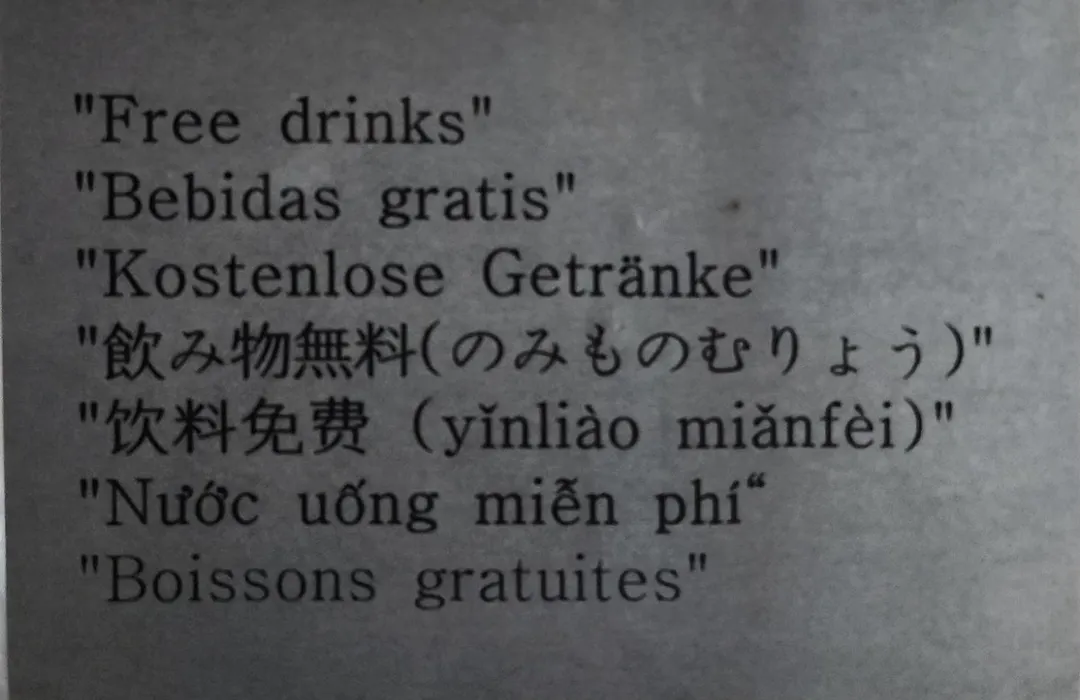 "Free drinks"
"Bebidas gratis"
"Kostenlose Getränke"
"飲み物無料(のみものむりょう)"
"饮料免费 (yǐnliào miǎnfèi)"
"Nước uống miễn phí“
"Boissons gratuites"